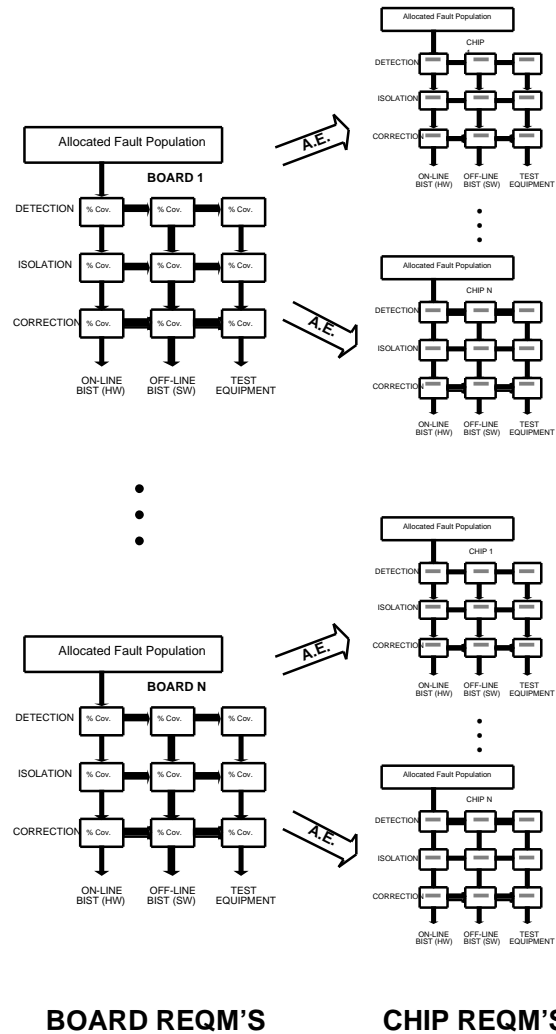 Allocated Fault Population
BOARD 1
DETECTION % Cov. % Cov. % Cov.
ISOLATION % Cov. % Cov. % Cov.
CORRECTION % Cov. % Cov. % Cov.
ON-LINE BIST (HW)
OFF-LINE BIST (SW)
TEST EQUIPMENT
A.E.
A.E.
Allocated Fault Population
CHIP
DETECTION
ISOLATION
CORRECTION
ON-LINE BIST (HW)
OFF-LINE BIST (SW)
TEST EQUIPMENT
Allocated Fault Population
CHIP N
DETECTION
ISOLATION
CORRECTION
ON-LINE BIST (HW)
OFF-LINE BIST (SW)
TEST EQUIPMENT
Allocated Fault Population
BOARD N
DETECTION % Cov. % Cov. % Cov.
ISOLATION % Cov. % Cov. % Cov.
CORRECTION % Cov. % Cov. % Cov.
ON-LINE BIST (HW)
OFF-LINE BIST (SW)
TEST EQUIPMENT
A.E.
A.E.
Allocated Fault Population
CHIP 1
DETECTION
ISOLATION
CORRECTION
ON-LINE BIST (HW)
OFF-LINE BIST (SW)
TEST EQUIPMENT
Allocated Fault Population
CHIP N
DETECTION
ISOLATION
CORRECTION
ON-LINE BIST (HW)
OFF-LINE BIST (SW)
TEST EQUIPMENT
BOARD REQM'S
CHIP REQM'S